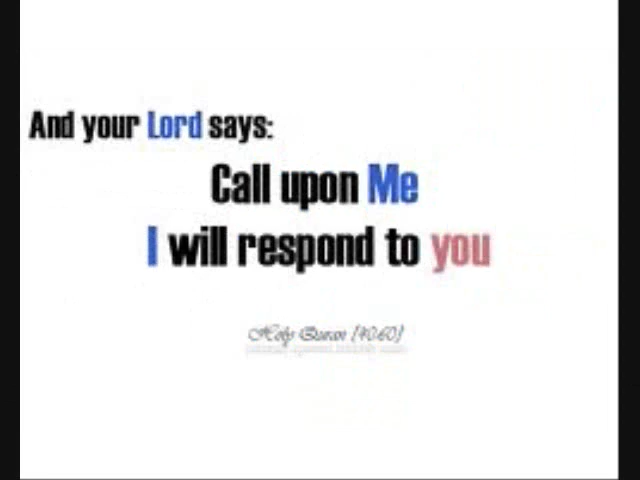 And your Lord says:
Call upon Me
I will respond to you
Holy Quran [40:60]